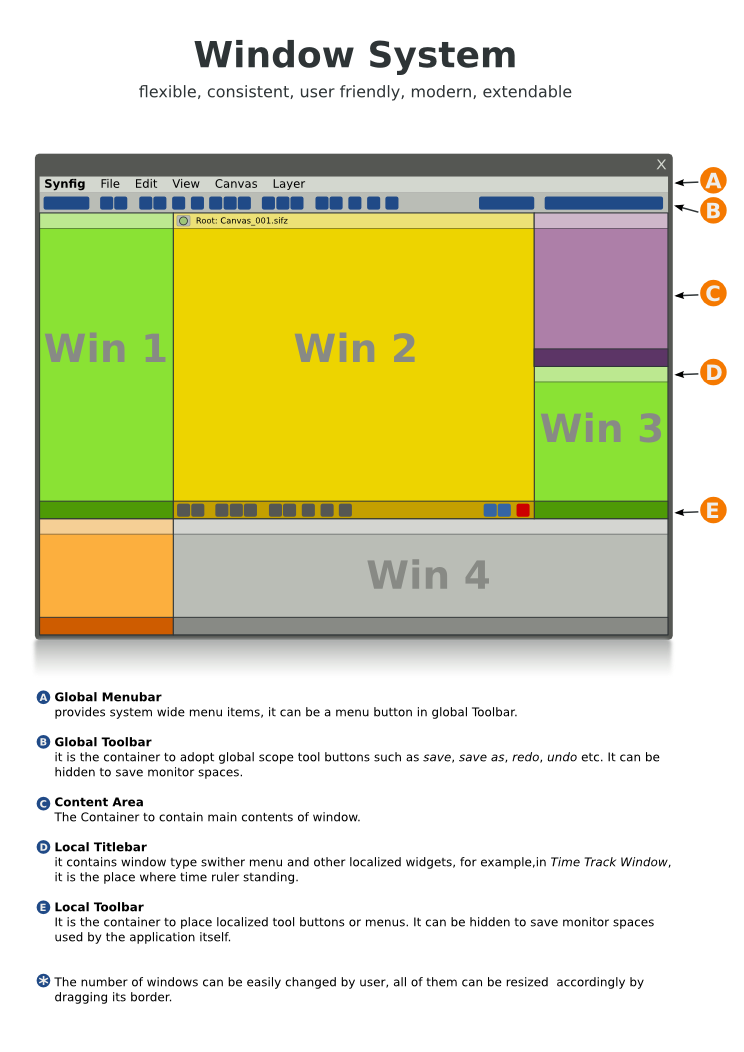 Window System
flexible, consistent, user friendly, modern, extendable
X
Synfig File Edit View Canvas Layer
A
B
Root: Canvas_001.sifz
C
Win 1
Win 2
D
Win 3
E
Win 4
A Global Menubar
provides system wide menu items, it can be a menu button in global Toolbar.
B Global Toolbar
it is the container to adopt global scope tool buttons such as save, save as, redo, undo etc. It can be
hidden to save monitor spaces.
C Content Area
The Container to contain main contents of window.
D Local Titlebar
it contains window type swither menu and other localized widgets, for example,in Time Track Window,
it is the place where time ruler standing.
E Local Toolbar
It is the container to place localized tool buttons or menus. It can be hidden to save monitor spaces
used by the application itself.
* The number of windows can be easily changed by user, all of them can be resized  accordingly by
dragging its border.